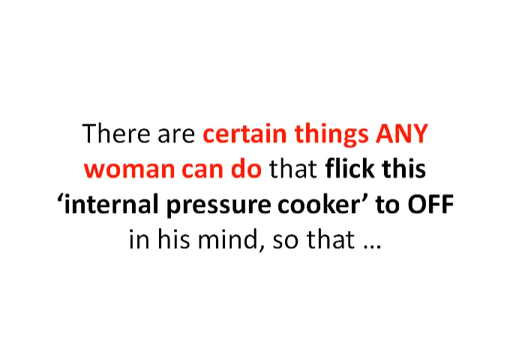 There are certain things ANY
woman can do that flick this
‘internal pressure cooker’ to OFF
in his mind, so that ...